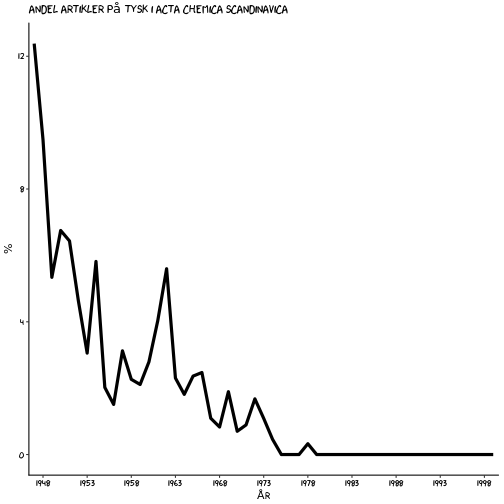 ANDEL ARTIKLER PÅ TYSK I ACTA CHEMICA SCANDINAVICA
12
8
%
4
0
1948 1953 1958 1963 1968 1973 1978 1983 1988 1993 1998
ÅR